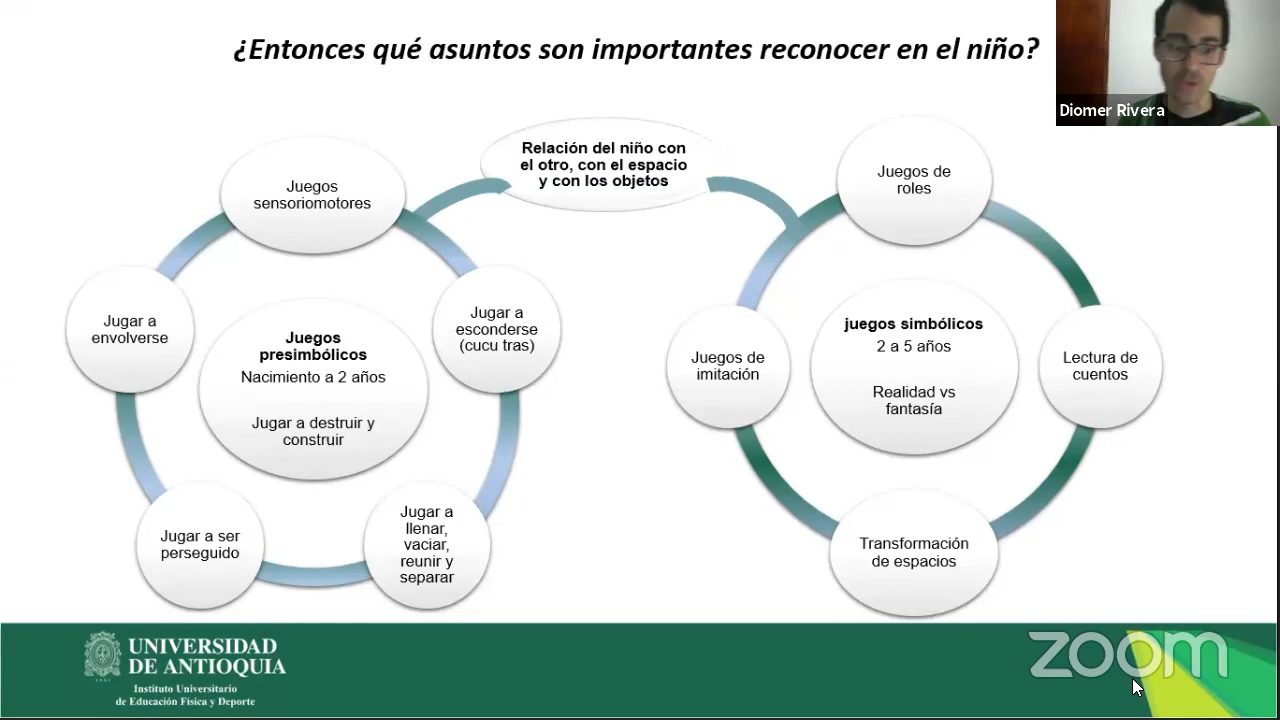 ¿Entonces qué asuntos son importantes reconocer en el niño?
Diomer Rivera
Relación del niño con
el otro, con el espacio
y con los objetos
Juegos
sensoriomotores
Jugar a
envolverse
Jugar a
esconderse
(cucu tras)
Juegos
presimbólicos
Nacimiento a 2 años
Jugar a destruir y
construir
Jugar a ser
perseguido
Jugar a
llenar,
vaciar,
reunir y
separar
Juegos de
roles
Juegos de
imitación
juegos simbólicos
2 a 5 años
Realidad vs
fantasía
Lectura de
cuentos
Transformación
de espacios
UNIVERSIDAD
DE ANTIOQUIA
Instituto Universitario
de Educación Física y Deporte
zoom